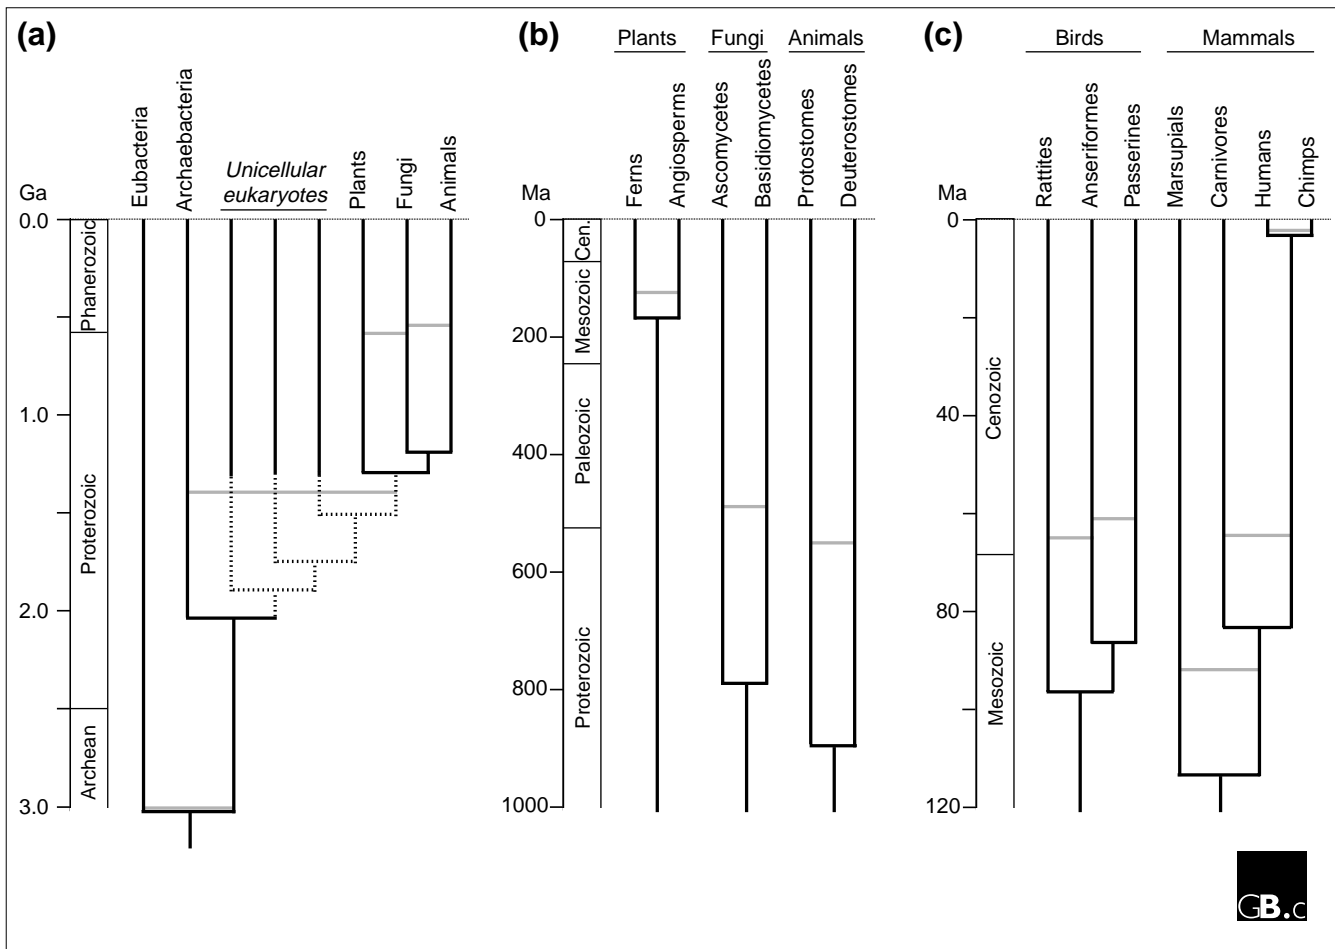 (a)
Eubacteria
Archaebacteria
Unicellular
eukaryotes
Plants
Fungi
Animals
Ga
0.0
1.0
2.0
3.0
Phanerozoic
Proterozoic
Archean
(b)
Plants
Fungi
Animals
Ferns
Angiosperms
Ascomycetes
Basidiomycetes
Protostomes
Deuterostomes
Ma
0
200
400
600
800
1000
Cen.
Mesozoic
Paleozoic
Proterozoic
(c)
Birds
Mammals
Rattites
Anseriformes
Passerines
Marsupials
Carnivores
Humans
Chimps
Ma
0
40
80
120
Cenozoic
Mesozoic
GB.c